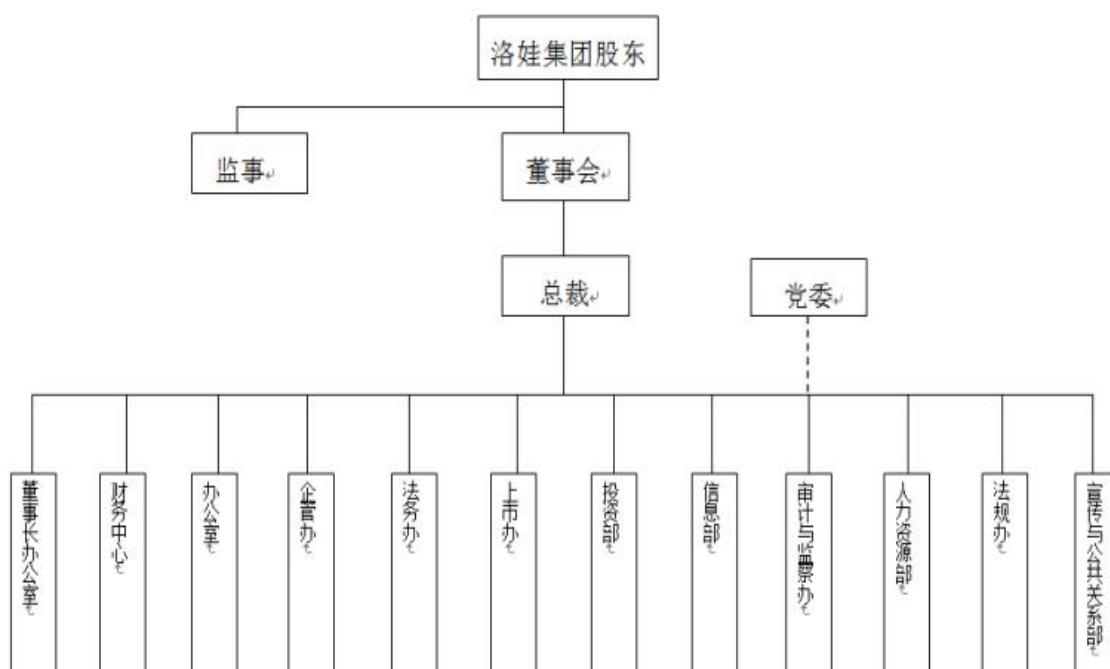 洛娃集团股东
监事
董事会
总裁
党委
董事长办公室
财务中心
办公室
企管办
法务办
上市办
投资部
信息部
审计与监察办
人力资源部
法规办
宣传与公共关系部